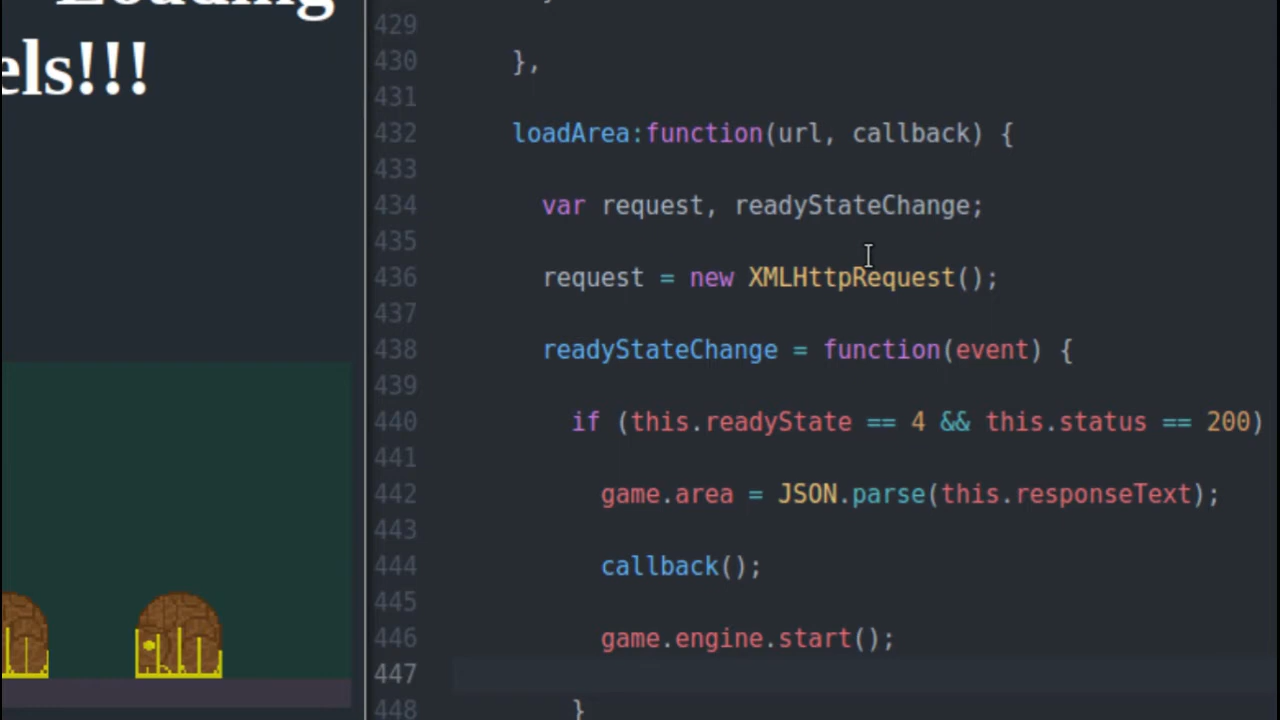 Loading
els!!!
429
430 },
431
432 loadArea:function(url, callback) {
433
434 var request, readyStateChange;
435
436 request = new XMLHttpRequest();
437
438 readyStateChange = function(event) {
439
440 if (this.readyState == 4 && this.status == 200)
441
442 game.area = JSON.parse(this.responseText);
443
444 callback();
445
446 game.engine.start();
447
448 }